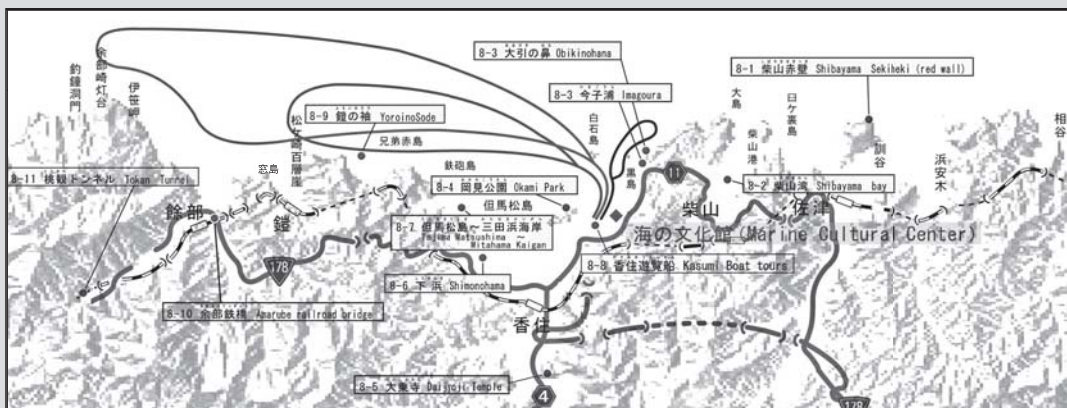 余部崎灯台
釣鐘洞門
伊笹岬
8-3 大引の鼻 Obikinohana
8-1 柴山赤壁 Shibayama Sekiheki (red wall)
8-3 今子浦 Imagoura
大島
臼ケ裏島
柴山港
訓谷
浜安木
相谷
白石島
黒島
8-9 鎧の袖 YoroinoSode
松ケ崎百層崖
兄弟赤島
鉄砲島
窓島
8-11 桃観トンネル Tokan Tunnel
8-4 岡見公園 Okami Park
但馬松島
11
8-2 柴山湾 Shibayama bay
餘部
鎧
8-7 但馬松島～三田浜海岸
Tajima Matsushima ～
Mitahama Kaigan
柴山
佐津
海の文化館 (Marine Cultural Center)
178
8-6 下浜 Shimonohama
8-8 香住遊覧船 Kasumi Boat tours
8-10 余部鉄橋 Amarube railroad bridge
香住
8-5 大乗寺 Daijroji Temple
4
178